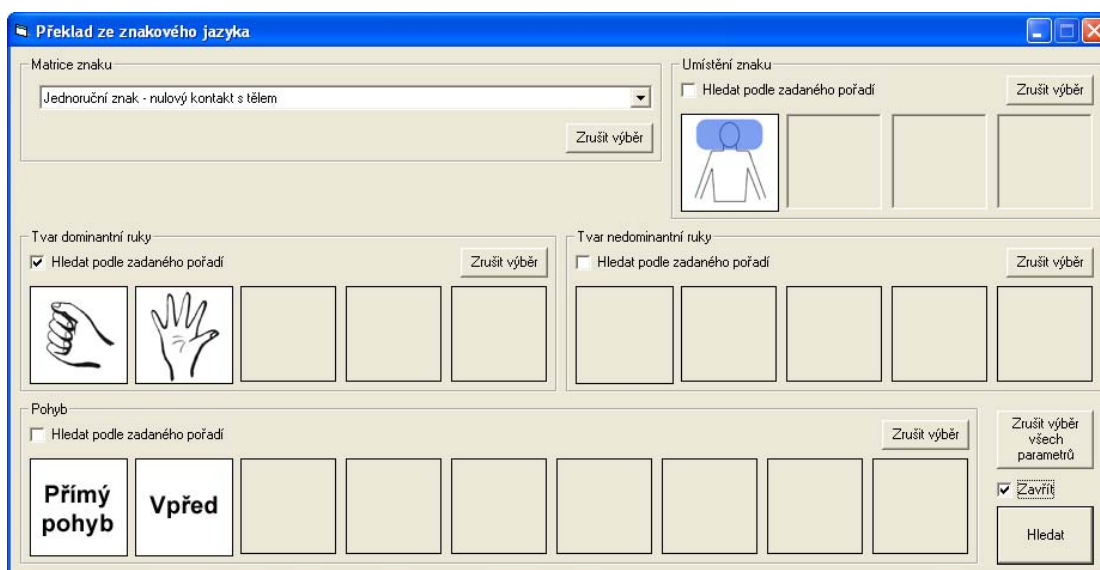 Překlad ze znakového jazyka
Matrice znaku
Jednoruční znak - nulový kontakt s tělem
Zrušit výběr
Umístění znaku
Hledat podle zadaného pořadí
Zrušit výběr
Tvar dominantní ruky
Hledat podle zadaného pořadí
Zrušit výběr
Tvar nedominantní ruky
Hledat podle zadaného pořadí
Zrušit výběr
Pohyb
Hledat podle zadaného pořadí
Zrušit výběr
Přímý
pohyb
Vpřed
Zrušit výběr
všech
parametrů
Zavřít
Hledat